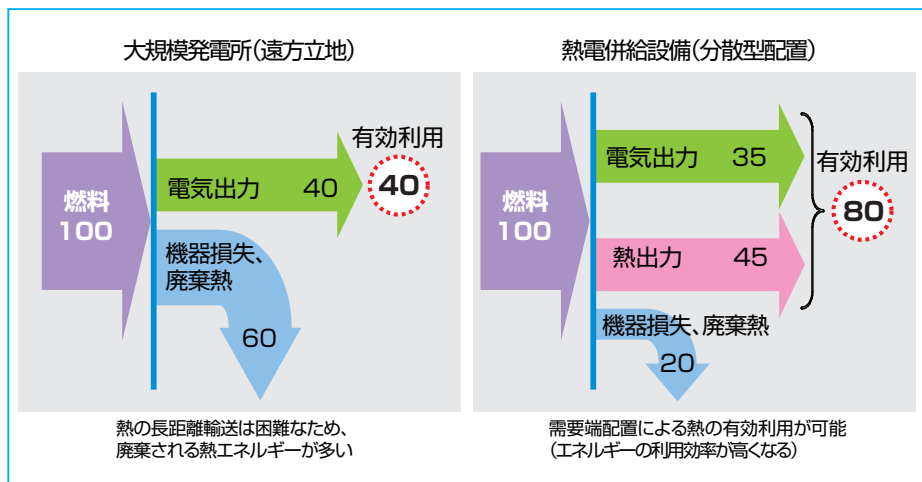 大規模発電所(遠方立地)
燃料
100
電気出力 40
有効利用
40
機器損失、
廃棄熱
60
熱の長距離輸送は困難なため、
廃棄される熱エネルギーが多い
熱電併給設備(分散型配置)
燃料
100
電気出力 35
熱出力 45
有効利用
80
機器損失、廃棄熱
20
需要端配置による熱の有効利用が可能
(エネルギーの利用効率が高くなる)